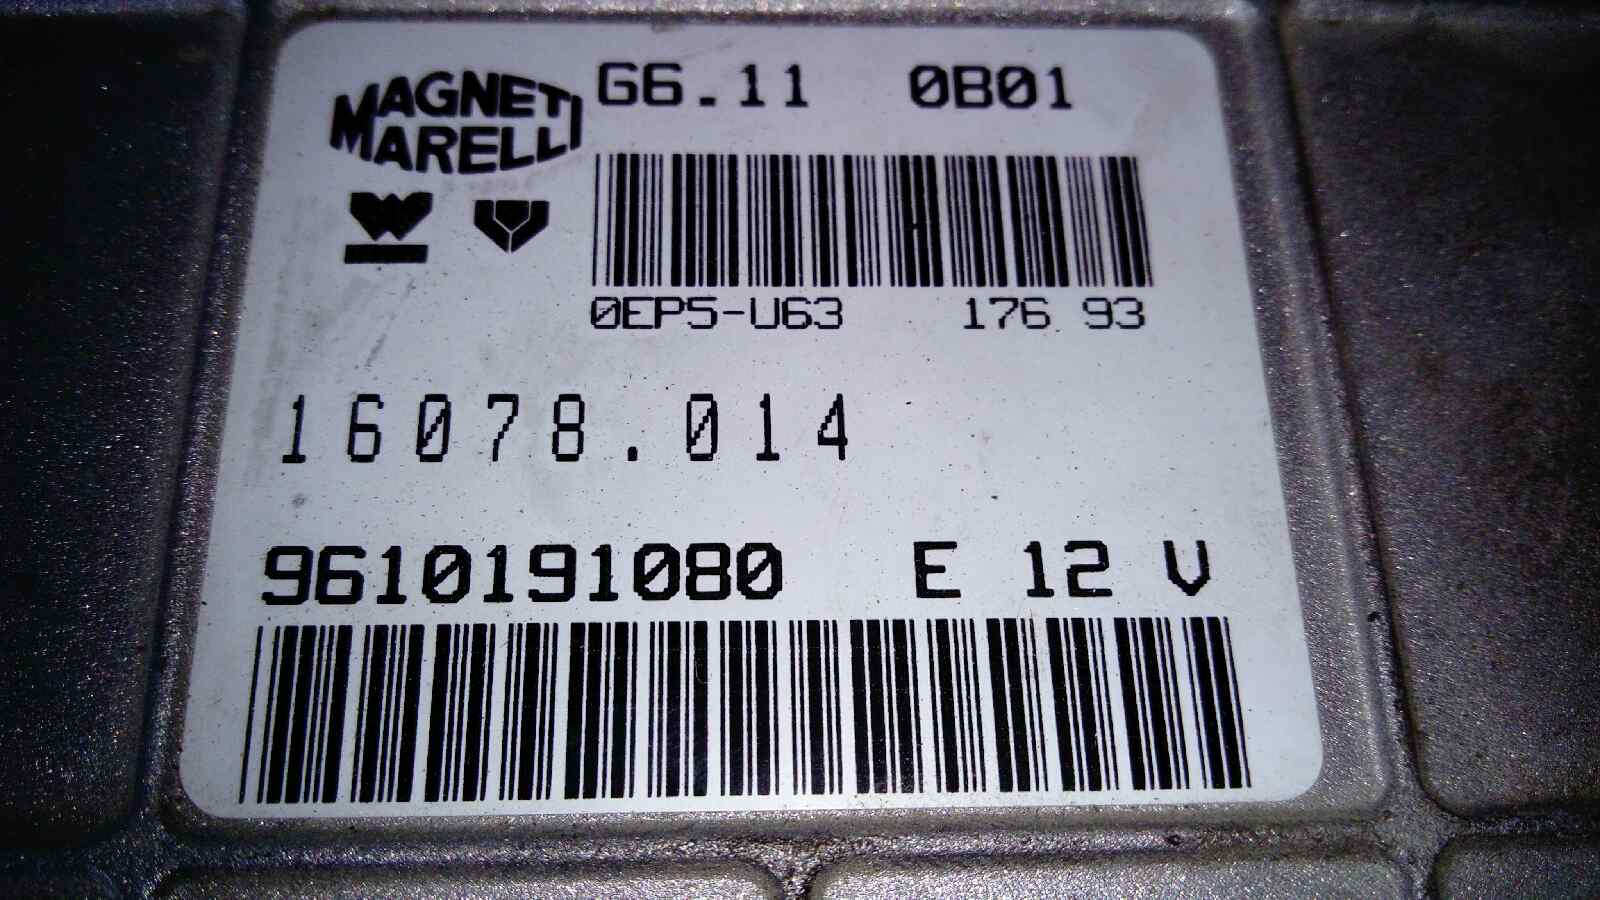 MAGNETI
MARELLI
G6.11 0B01
0EP5-U63 176 93
16078.014
9610191080 E 12 V